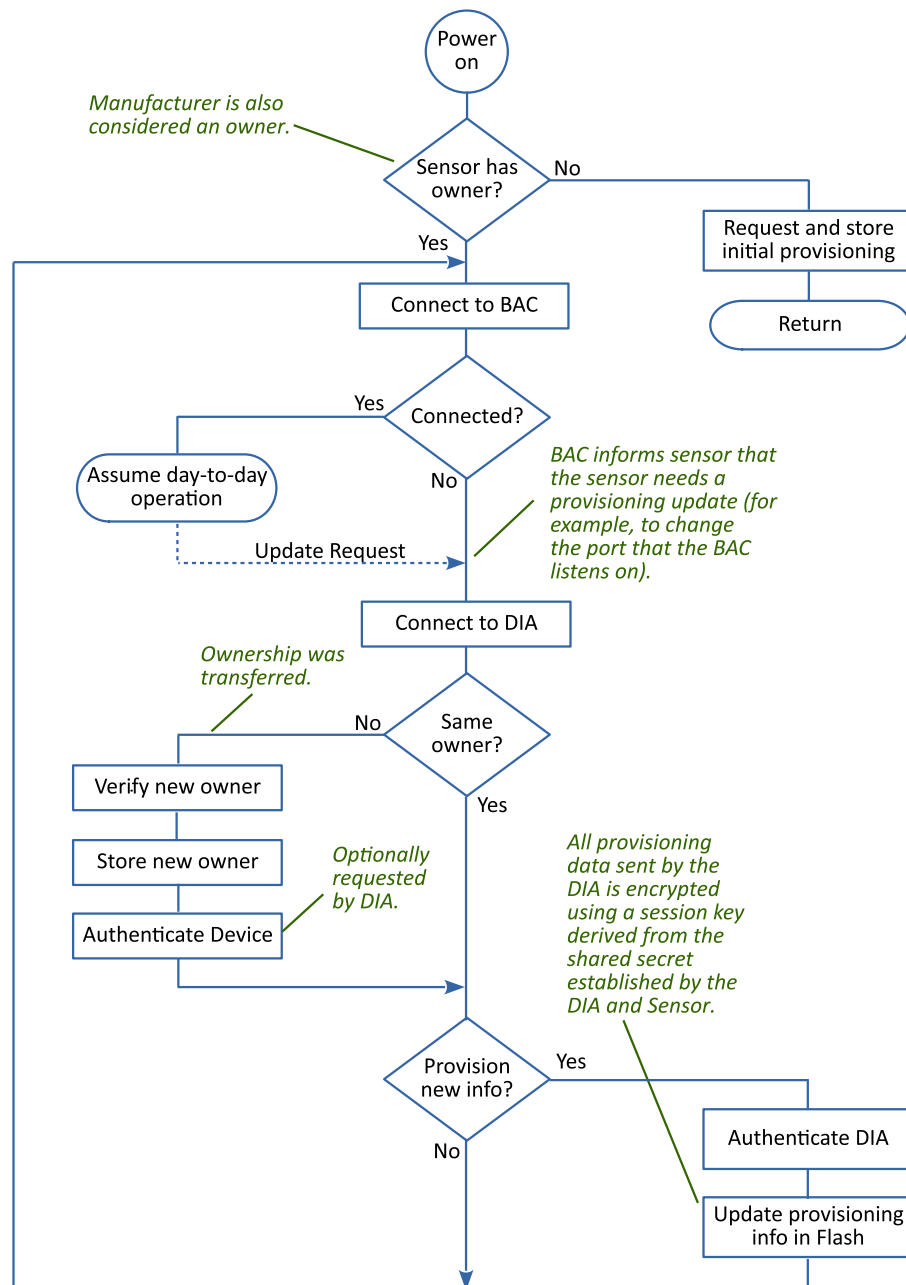 Power
on
Manufacturer is also
considered an owner.
Sensor has
owner?
No
Request and store
initial provisioning
Return
Yes
Connect to BAC
Connected?
Yes
Assume day-to-day
operation
No
BAC informs sensor that
the sensor needs a
provisioning update (for
example, to change
the port that the BAC
listens on).
Update Request
Connect to DIA
Ownership was
transferred.
Same
owner?
No
Verify new owner
Store new owner
Authenticate Device
Optionally
requested
by DIA.
Yes
All provisioning
data sent by the
DIA is encrypted
using a session key
derived from the
shared secret
established by the
DIA and Sensor.
Provision
new info?
Yes
Authenticate DIA
Update provisioning
info in Flash
No